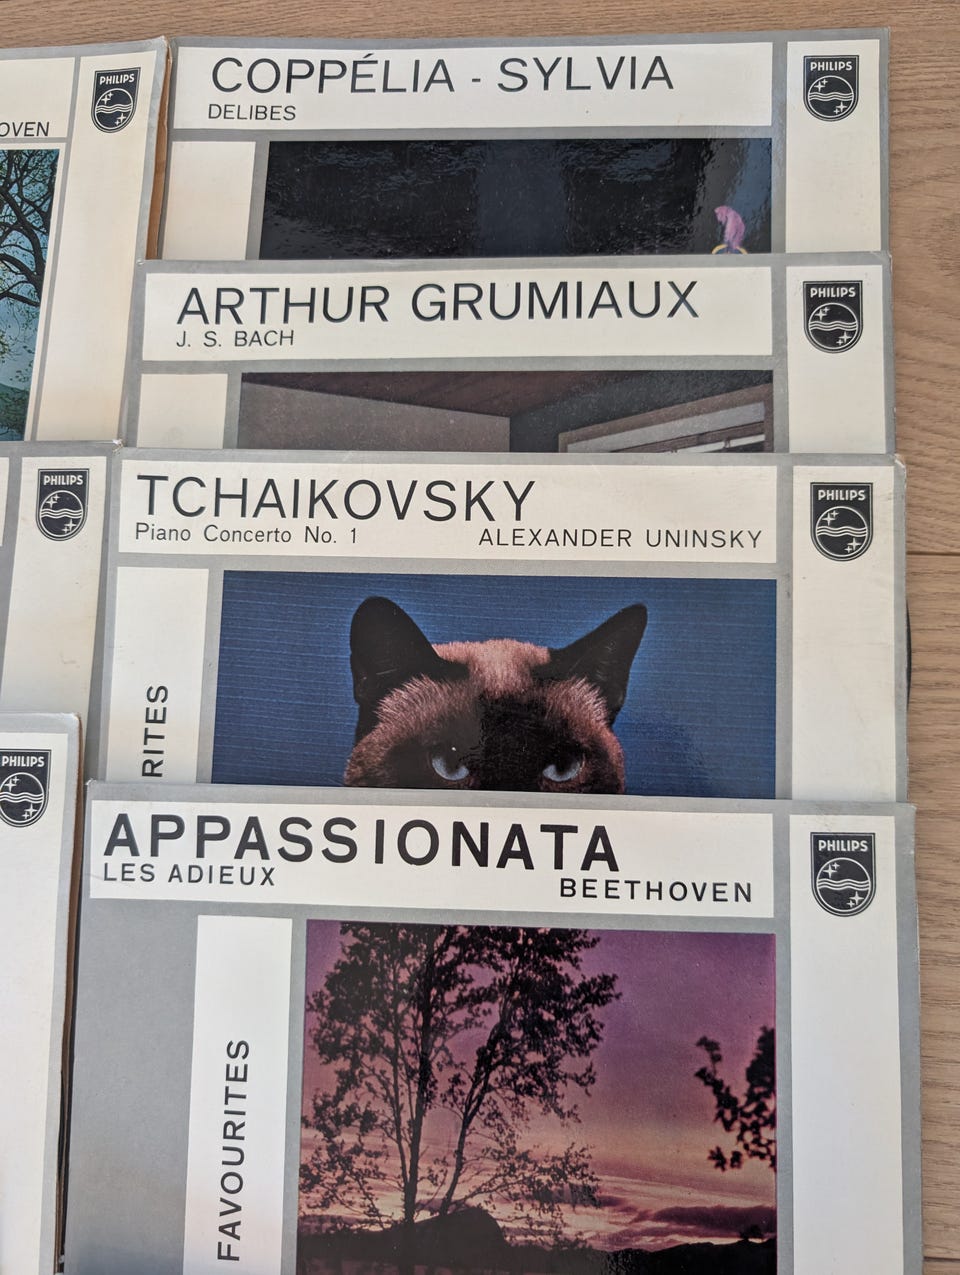 OVEN
PHILIPS
COPPÉLIA - SYLVIA
DELIBES
PHILIPS
ARTHUR GRUMIAUX
J. S. BACH
PHILIPS
PHILIPS
TCHAIKOVSKY
Piano Concerto No. 1 ALEXANDER UNINSKY
PHILIPS
RITES
PHILIPS
APPASSIONATA
LES ADIEUX
BEETHOVEN
PHILIPS
FAVOURITES